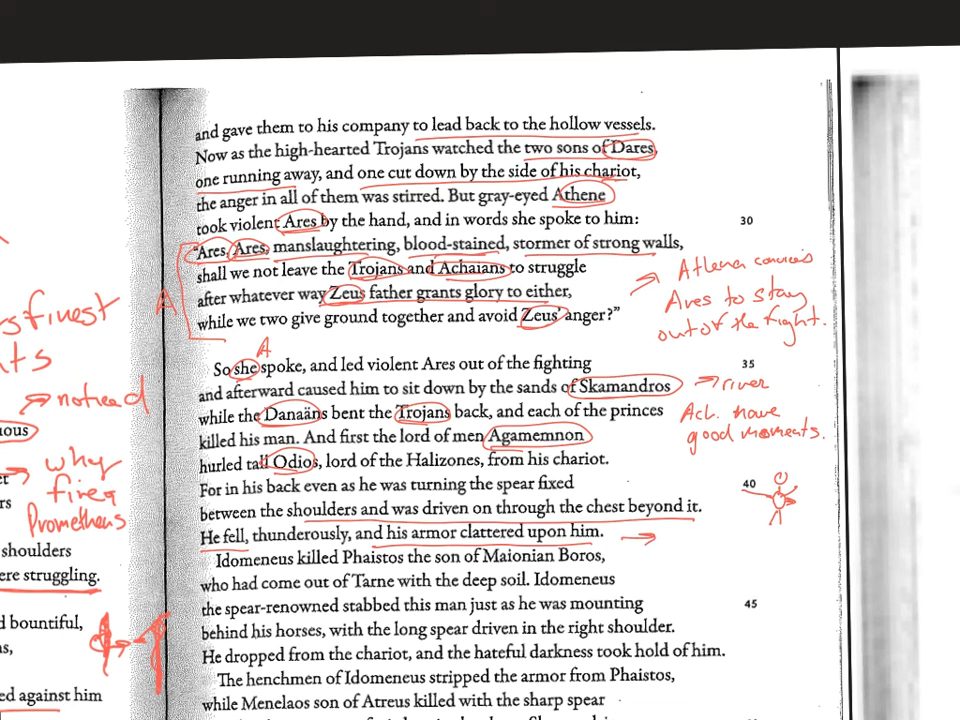 and gave them to his company to lead back to the hollow vessels.
Now as the high-hearted Trojans watched the two sons of Dares,
one running away, and one cut down by the side of his chariot,
the anger in all of them was stirred. But gray-eyed Athene
took violent Ares by the hand, and in words she spoke to him: 30
"Ares, Ares, manslaughtering, blood-stained, stormer of strong walls,
shall we not leave the Trojans and Achaians to struggle
after whatever way Zeus father grants glory to either,
while we two give ground together and avoid Zeus' anger?"
A
Athena convinces
Ares to stay
out of the fight.
A
So she spoke, and led violent Ares out of the fighting 35
and afterward caused him to sit down by the sands of Skamandros
→ river
while the Danaäns bent the Trojans back, and each of the princes
killed his man. And first the lord of men Agamemnon
Ach. have
good moments.
hurled tall Odios, lord of the Halizones, from his chariot.
For in his back even as he was turning the spear fixed 40
between the shoulders and was driven on through the chest beyond it.
He fell, thunderously, and his armor clattered upon him.
Idomeneus killed Phaistos the son of Maionian Boros,
who had come out of Tarne with the deep soil. Idomeneus
the spear-renowned stabbed this man just as he was mounting 45
behind his horses, with the long spear driven in the right shoulder.
He dropped from the chariot, and the hateful darkness took hold of him.
The henchmen of Idomeneus stripped the armor from Phaistos,
while Menelaos son of Atreus killed with the sharp spear
finest
→ not read
ious
→ why
fire
Prometheus
shoulders
ere struggling.
d bountiful,
ed against him